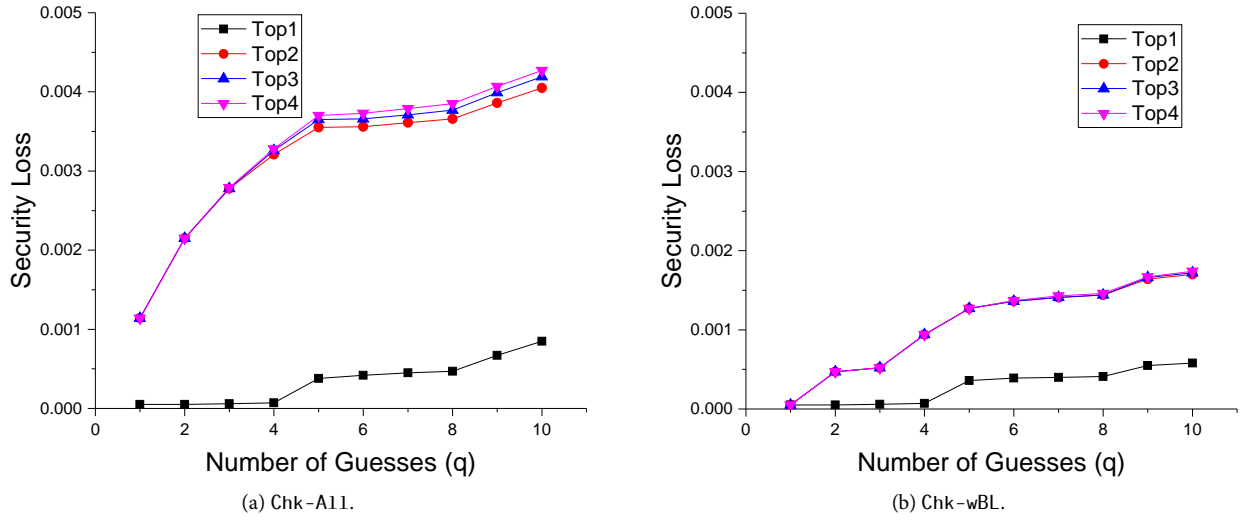 0.005
0.004
0.003
0.002
0.001
0.000
Security Loss
Top1
Top2
Top3
Top4
0 2 4 6 8 10
Number of Guesses (q)
(a) Chk-All.
0.005
0.004
0.003
0.002
0.001
0.000
Security Loss
Top1
Top2
Top3
Top4
0 2 4 6 8 10
Number of Guesses (q)
(b) Chk-wBL.